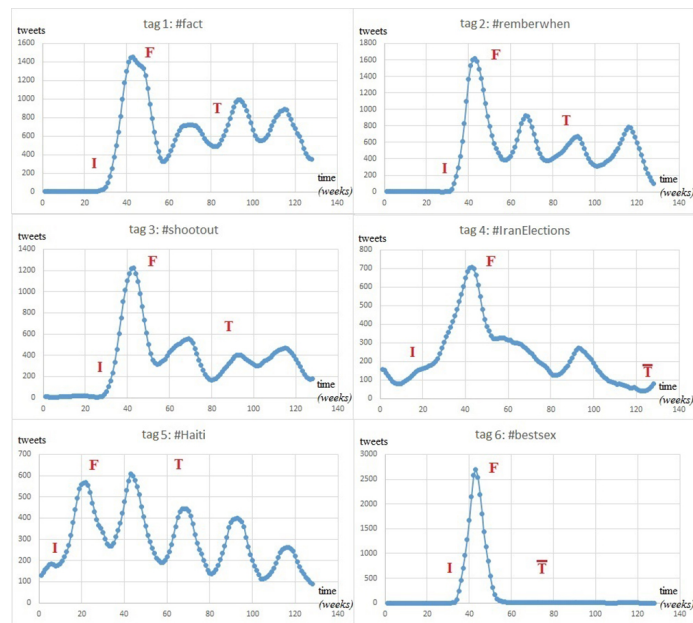 tag 1: #fact
tweets
1600
1400
1200
1000
800
600
400
200
0
F
T
I
time
(weeks)
0 20 40 60 80 100 120 140
tag 2: #remberwhen
tweets
1800
1600
1400
1200
1000
800
600
400
200
0
F
T
I
time
(weeks)
0 20 40 60 80 100 120 140
tag 3: #shootout
tweets
1400
1200
1000
800
600
400
200
0
F
T
I
time
(weeks)
0 20 40 60 80 100 120 140
tag 4: #IranElections
tweets
800
700
600
500
400
300
200
100
0
F
I
T̅
time
(weeks)
0 20 40 60 80 100 120 140
tag 5: #Haiti
tweets
700
600
500
400
300
200
100
0
F
T
I
time
(weeks)
0 20 40 60 80 100 120 140
tag 6: #bestsex
tweets
3000
2500
2000
1500
1000
500
0
F
I
T̅
time
(weeks)
0 20 40 60 80 100 120 140